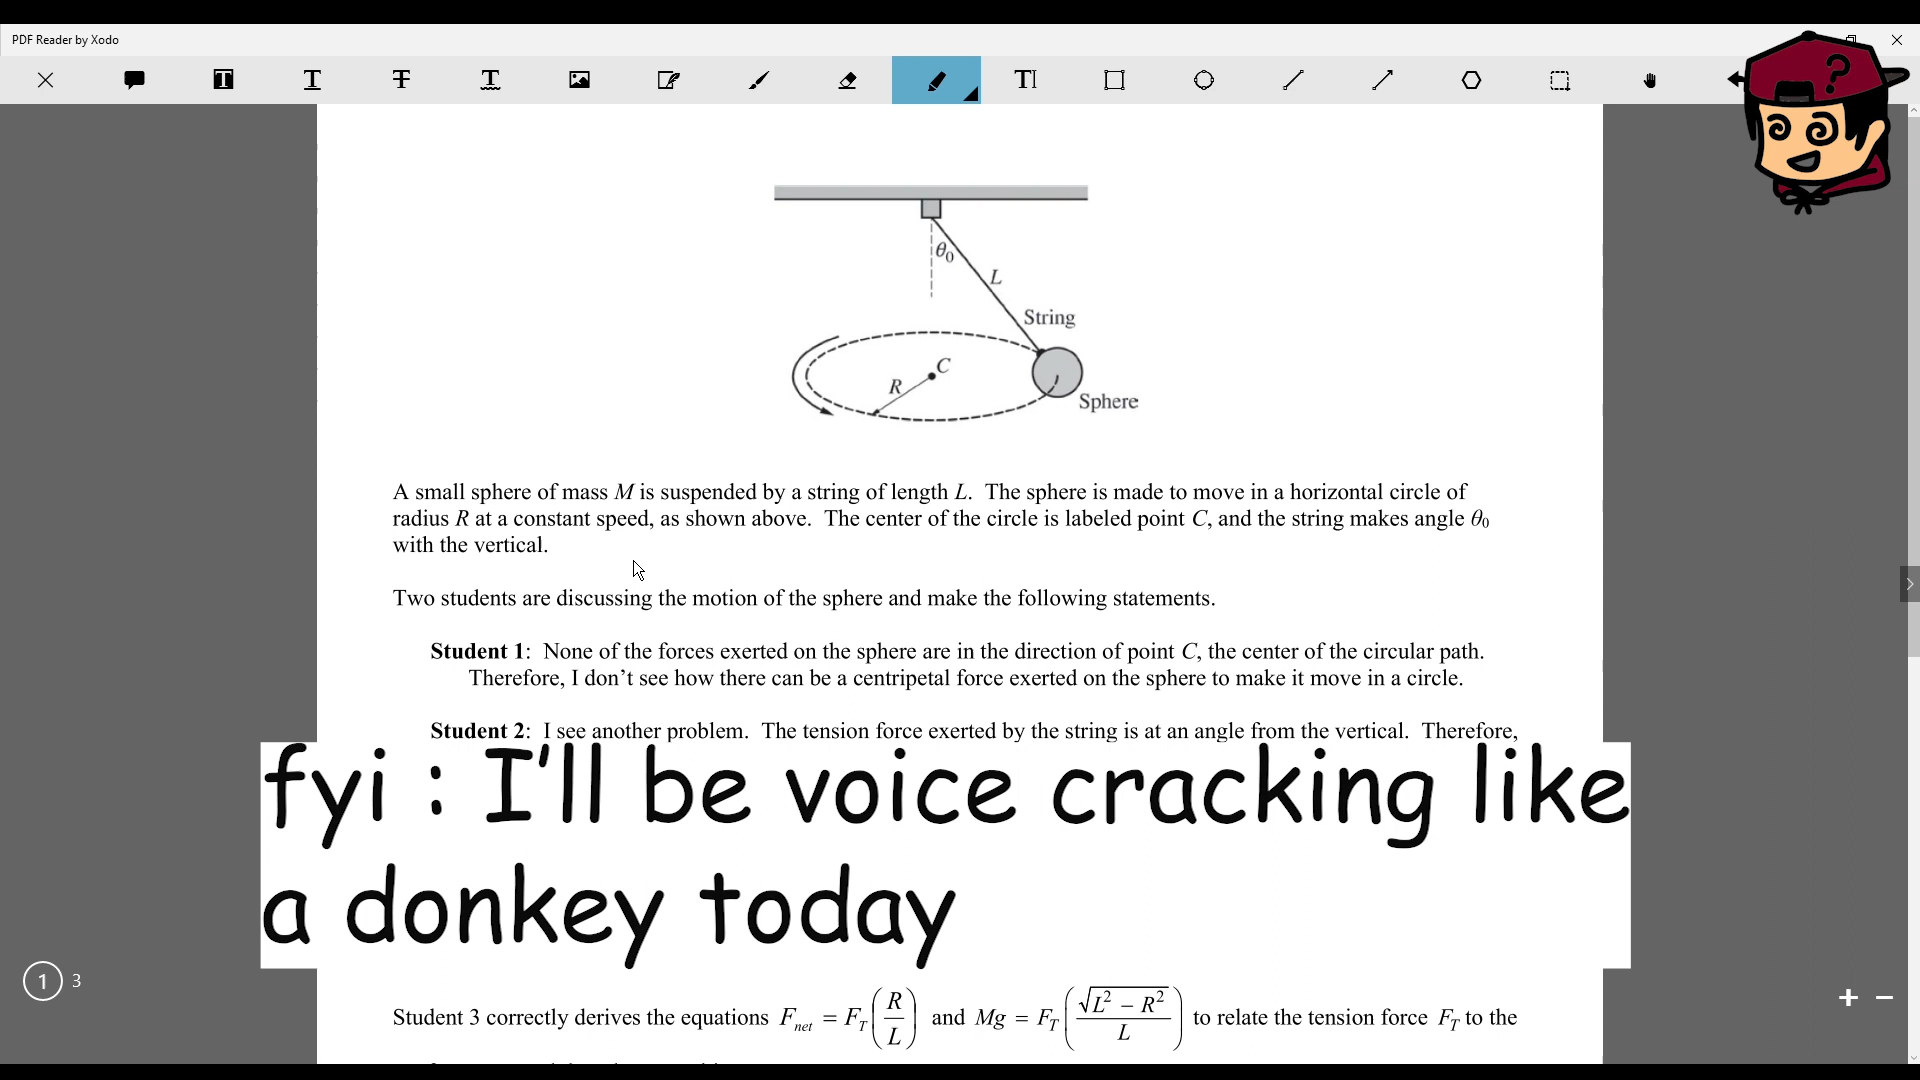 PDF Reader by Xodo
T T T T TI
?
θ0
L
String
C
R
Sphere
A small sphere of mass M is suspended by a string of length L. The sphere is made to move in a horizontal circle of
radius R at a constant speed, as shown above. The center of the circle is labeled point C, and the string makes angle θ0
with the vertical.
Two students are discussing the motion of the sphere and make the following statements.
Student 1: None of the forces exerted on the sphere are in the direction of point C, the center of the circular path.
Therefore, I don't see how there can be a centripetal force exerted on the sphere to make it move in a circle.
Student 2: I see another problem. The tension force exerted by the string is at an angle from the vertical. Therefore,
fyi : I'll be voice cracking like
a donkey today
1 3
Student 3 correctly derives the equations Fnet = FT(R/L) and Mg = FT(√(L² − R²)/L) to relate the tension force FT to the